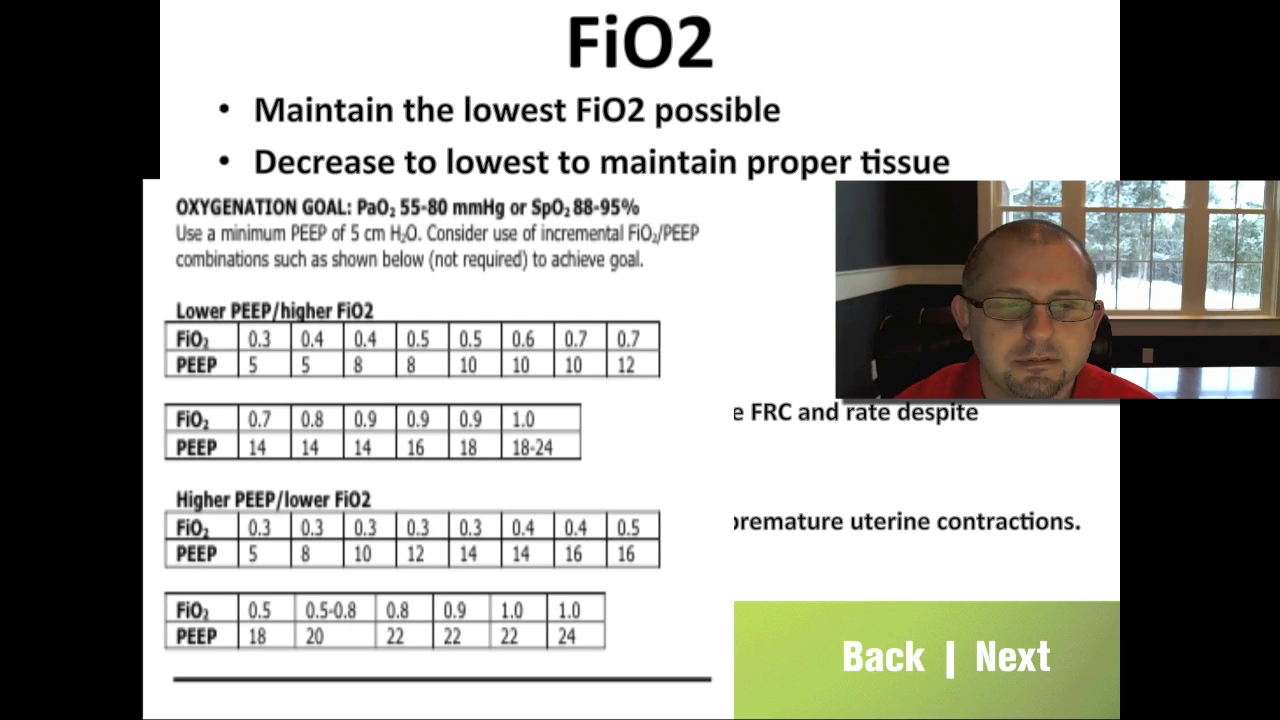 FiO2
• Maintain the lowest FiO2 possible
• Decrease to lowest to maintain proper tissue
OXYGENATION GOAL: PaO₂ 55-80 mmHg or SpO₂ 88-95%
Use a minimum PEEP of 5 cm H₂O. Consider use of incremental FiO₂/PEEP
combinations such as shown below (not required) to achieve goal.
Lower PEEP/higher FiO2
FiO₂ 0.3 0.4 0.4 0.5 0.5 0.6 0.7 0.7
PEEP 5 5 8 8 10 10 10 12
e FRC and rate despite
FiO₂ 0.7 0.8 0.9 0.9 0.9 1.0
PEEP 14 14 14 16 18 18-24
Higher PEEP/lower FiO2
FiO₂ 0.3 0.3 0.3 0.3 0.3 0.4 0.4 0.5
PEEP 5 8 10 12 14 14 16 16
premature uterine contractions.
FiO₂ 0.5 0.5-0.8 0.8 0.9 1.0 1.0
PEEP 18 20 22 22 22 24
Back | Next